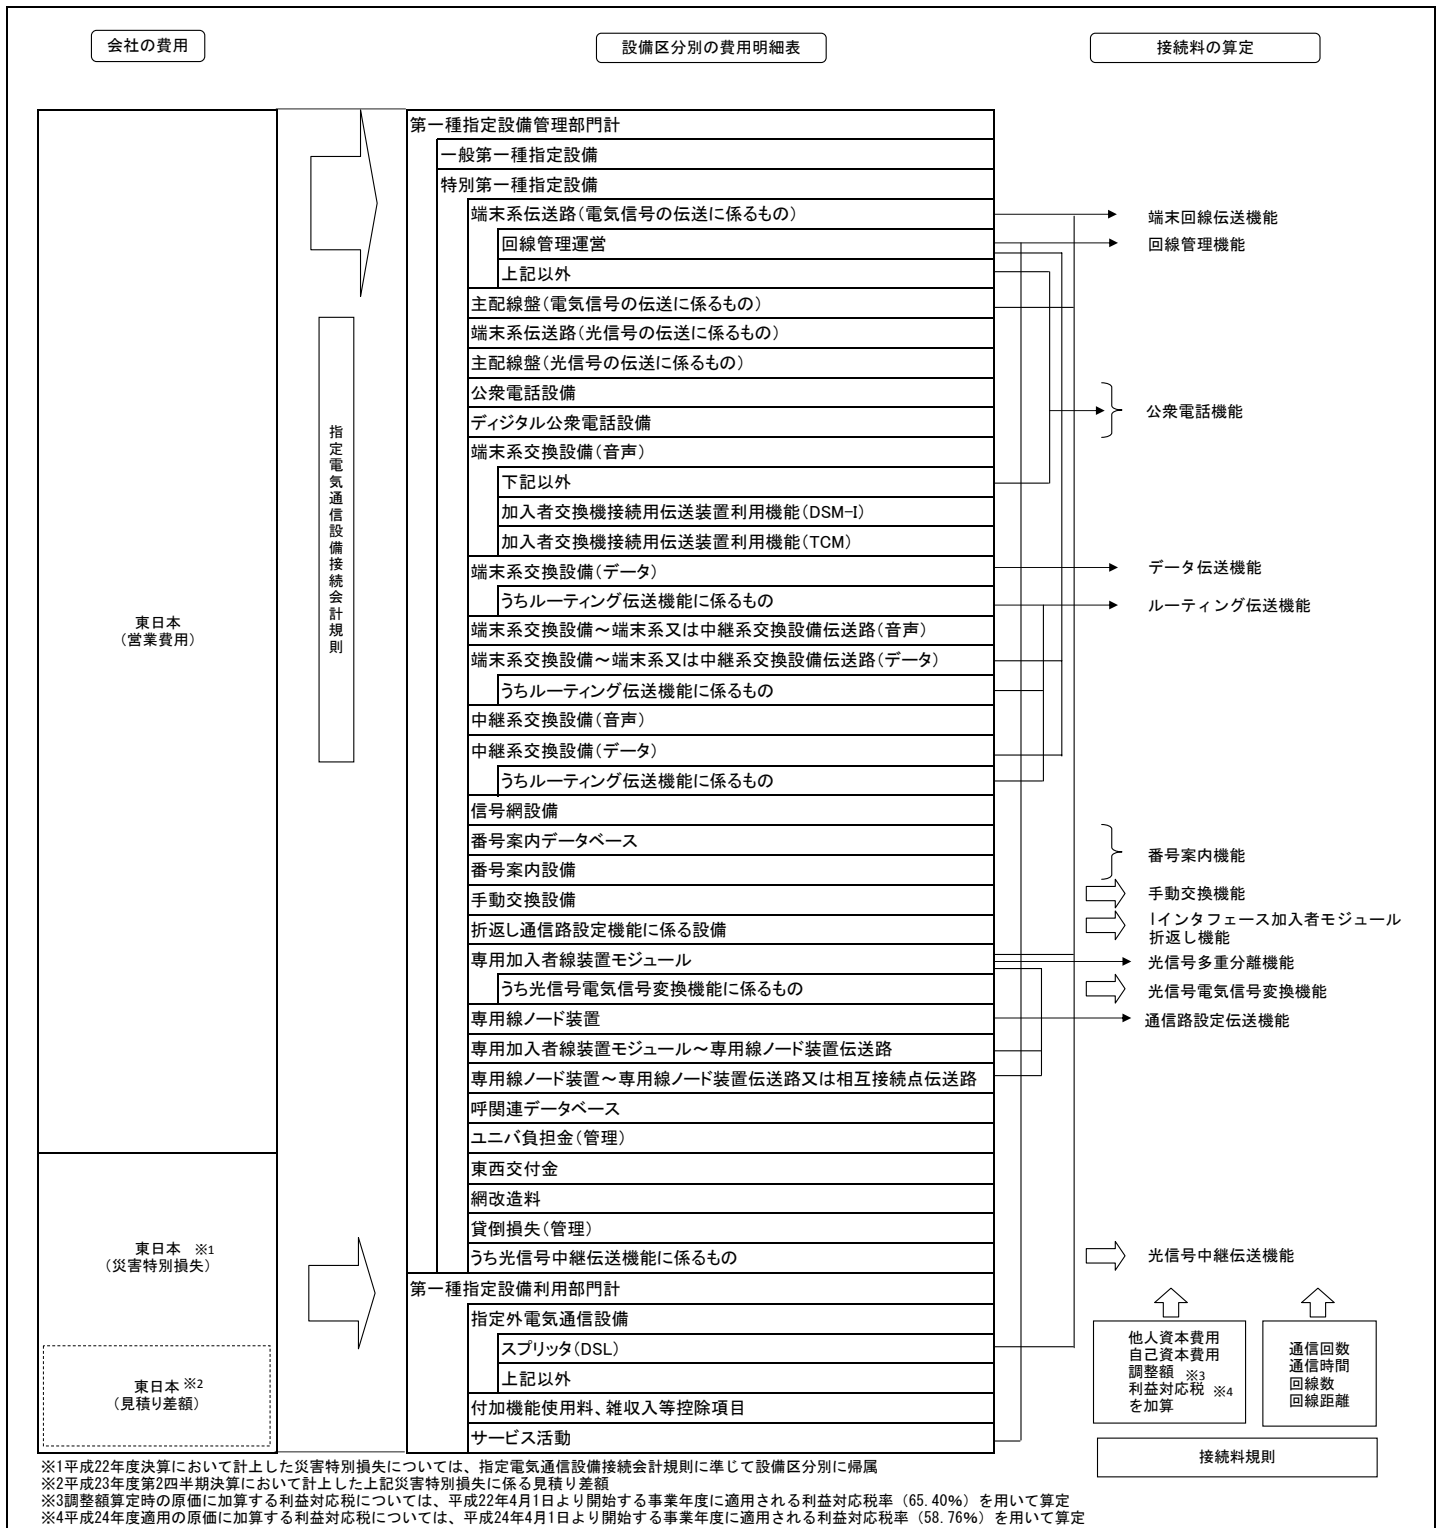 会社の費用
設備区分別の費用明細表
接続料の算定
東日本
(営業費用)
東日本 ※1
(災害特別損失)
東日本 ※2
(見積り差額)
指定電気通信設備接続会計規則
第一種指定設備管理部門計
一般第一種指定設備
特別第一種指定設備
端末系伝送路(電気信号の伝送に係るもの)
回線管理運営
上記以外
主配線盤(電気信号の伝送に係るもの)
端末系伝送路(光信号の伝送に係るもの)
主配線盤(光信号の伝送に係るもの)
公衆電話設備
ディジタル公衆電話設備
端末系交換設備(音声)
下記以外
加入者交換機接続用伝送装置利用機能(DSM-I)
加入者交換機接続用伝送装置利用機能(TCM)
端末系交換設備(データ)
うちルーティング伝送機能に係るもの
端末系交換設備～端末系又は中継系交換設備伝送路(音声)
端末系交換設備～端末系又は中継系交換設備伝送路(データ)
うちルーティング伝送機能に係るもの
中継系交換設備(音声)
中継系交換設備(データ)
うちルーティング伝送機能に係るもの
信号網設備
番号案内データベース
番号案内設備
手動交換設備
折返し通信路設定機能に係る設備
専用加入者線装置モジュール
うち光信号電気信号変換機能に係るもの
専用線ノード装置
専用加入者線装置モジュール～専用線ノード装置伝送路
専用線ノード装置～専用線ノード装置伝送路又は相互接続点伝送路
呼関連データベース
ユニバ負担金(管理)
東西交付金
網改造料
貸倒損失(管理)
うち光信号中継伝送機能に係るもの
第一種指定設備利用部門計
指定外電気通信設備
スプリッタ(DSL)
上記以外
付加機能使用料、雑収入等控除項目
サービス活動
端末回線伝送機能
回線管理機能
公衆電話機能
データ伝送機能
ルーティング伝送機能
番号案内機能
手動交換機能
Iインタフェース加入者モジュール
折返し機能
光信号多重分離機能
光信号電気信号変換機能
通信路設定伝送機能
光信号中継伝送機能
他人資本費用
自己資本費用
調整額 ※3
利益対応税 ※4
を加算
通信回数
通信時間
回線数
回線距離
接続料規則
※1平成22年度決算において計上した災害特別損失については、指定電気通信設備接続会計規則に準じて設備区分別に帰属
※2平成23年度第2四半期決算において計上した上記災害特別損失に係る見積り差額
※3調整額算定時の原価に加算する利益対応税については、平成22年4月1日より開始する事業年度に適用される利益対応税率（65.40%）を用いて算定
※4平成24年度適用の原価に加算する利益対応税については、平成24年4月1日より開始する事業年度に適用される利益対応税率（58.76%）を用いて算定